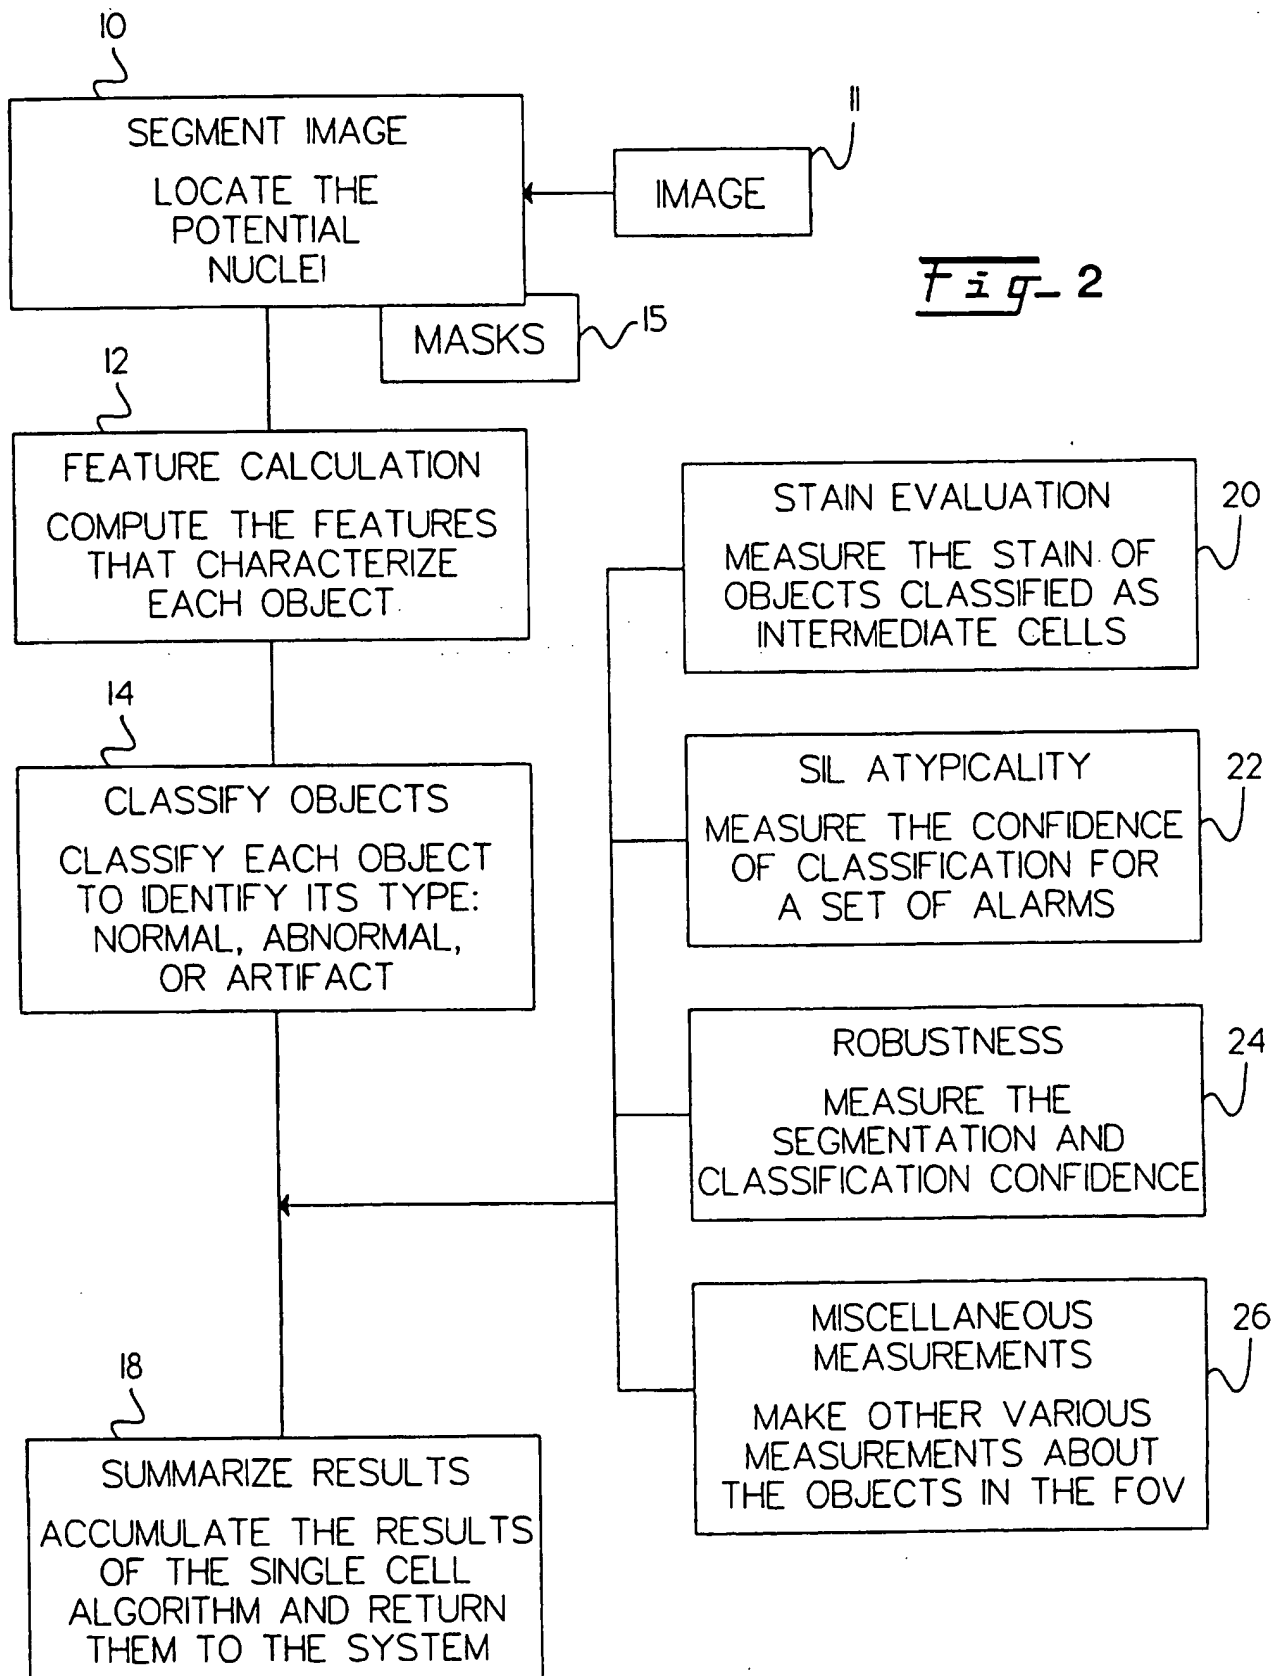 10
SEGMENT IMAGE
LOCATE THE
POTENTIAL
NUCLEI
11
IMAGE
Fig-2
MASKS
15
12
FEATURE CALCULATION
COMPUTE THE FEATURES
THAT CHARACTERIZE
EACH OBJECT
14
CLASSIFY OBJECTS
CLASSIFY EACH OBJECT
TO IDENTIFY ITS TYPE:
NORMAL, ABNORMAL,
OR ARTIFACT
20
STAIN EVALUATION
MEASURE THE STAIN OF
OBJECTS CLASSIFIED AS
INTERMEDIATE CELLS
22
SIL ATYPICALITY
MEASURE THE CONFIDENCE
OF CLASSIFICATION FOR
A SET OF ALARMS
24
ROBUSTNESS
MEASURE THE
SEGMENTATION AND
CLASSIFICATION CONFIDENCE
26
MISCELLANEOUS
MEASUREMENTS
MAKE OTHER VARIOUS
MEASUREMENTS ABOUT
THE OBJECTS IN THE FOV
18
SUMMARIZE RESULTS
ACCUMULATE THE RESULTS
OF THE SINGLE CELL
ALGORITHM AND RETURN
THEM TO THE SYSTEM